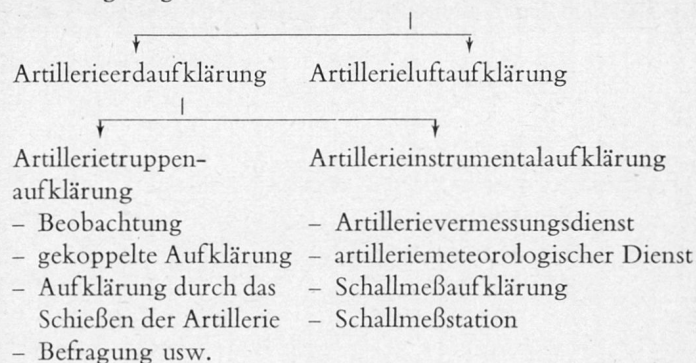 Artillerieerdaufklärung Artillerieluftaufklärung
Artillerietruppen-
aufklärung
– Beobachtung
– gekoppelte Aufklärung
– Aufklärung durch das
Schießen der Artillerie
– Befragung usw.
Artillerieinstrumentalaufklärung
– Artillerievermessungsdienst
– artilleriemeteorologischer Dienst
– Schallmeßaufklärung
– Schallmeßstation